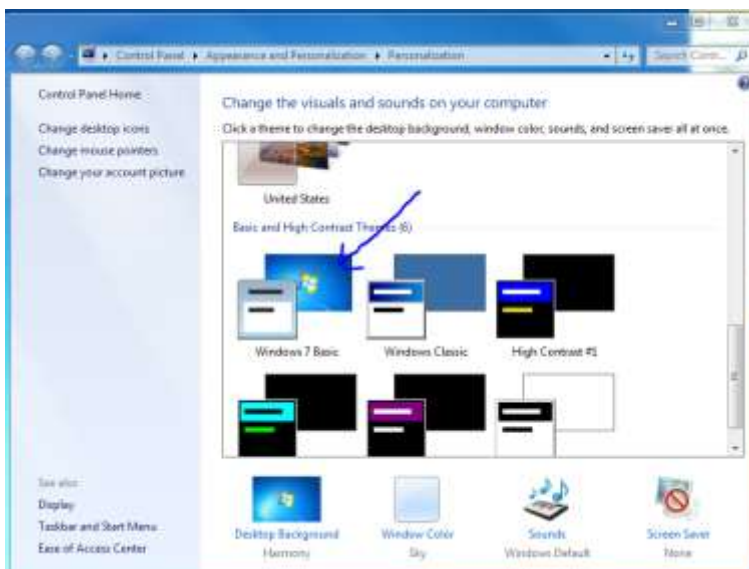 Control Panel ▸ Appearance and Personalization ▸ Personalization
Control Panel Home
Change desktop icons
Change mouse pointers
Change your account picture
Change the visuals and sounds on your computer
Click a theme to change the desktop background, window color, sounds, and screen saver all at once.
United States
Basic and High Contrast Themes (6)
Windows 7 Basic
Windows Classic
High Contrast #1
See also
Display
Taskbar and Start Menu
Ease of Access Center
Desktop Background
Harmony
Window Color
Sky
Sounds
Windows Default
Screen Saver
None